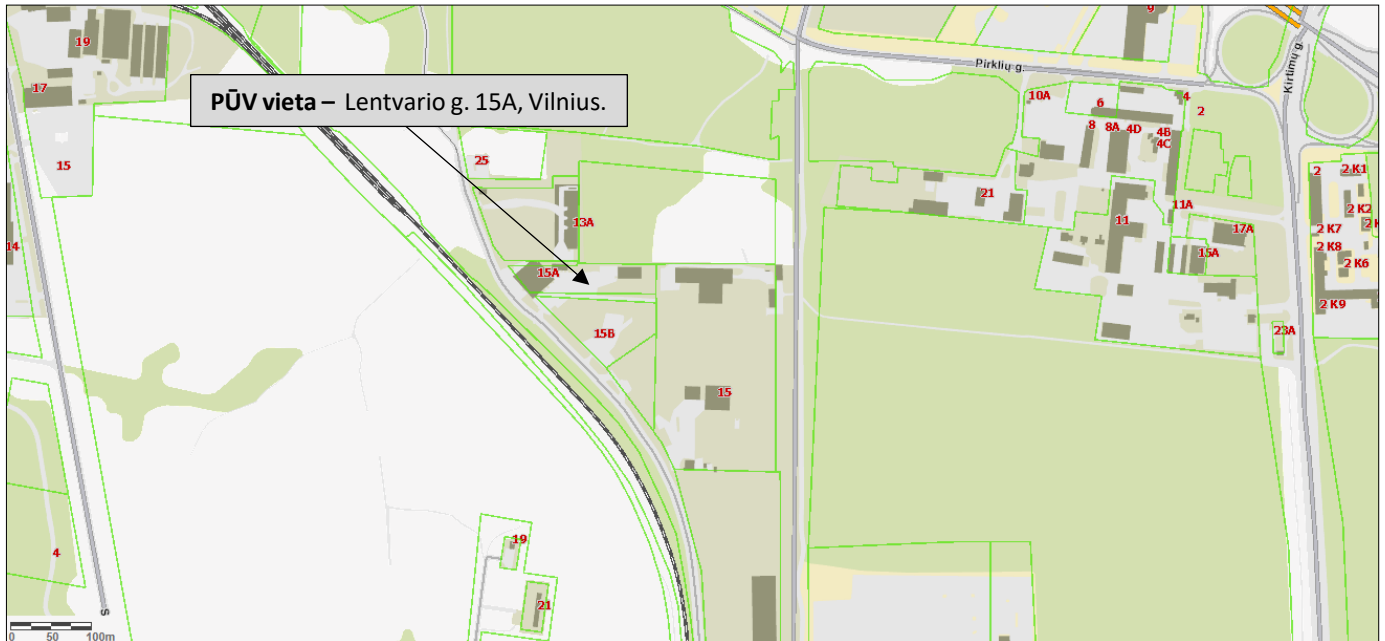 9
19
Pirklių g.
Kirtimų g.
17
PŪV vieta – Lentvario g. 15A, Vilnius.
10A
6
4
2
8
8A
4D
4B
4C
15
25
2
2 K1
21
2 K2
13A
11
11A
17A
2 K7
14
2 K8
15A
15A
2 K6
2 K9
15B
23A
15
19
4
21
S
0 50 100m